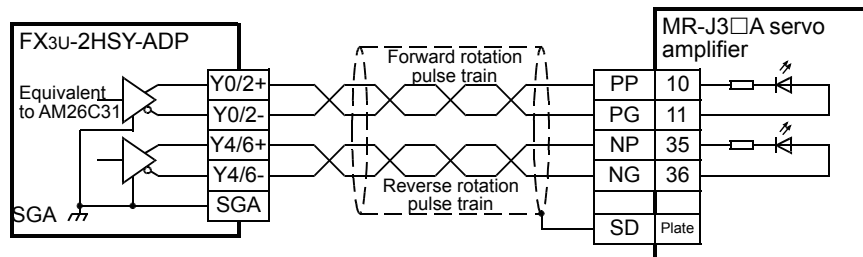 FX3U-2HSY-ADP
Equivalent
to AM26C31
Y0/2+
Y0/2-
Y4/6+
Y4/6-
SGA
SGA
Forward rotation
pulse train
Reverse rotation
pulse train
MR-J3□A servo
amplifier
PP 10
PG 11
NP 35
NG 36
SD Plate